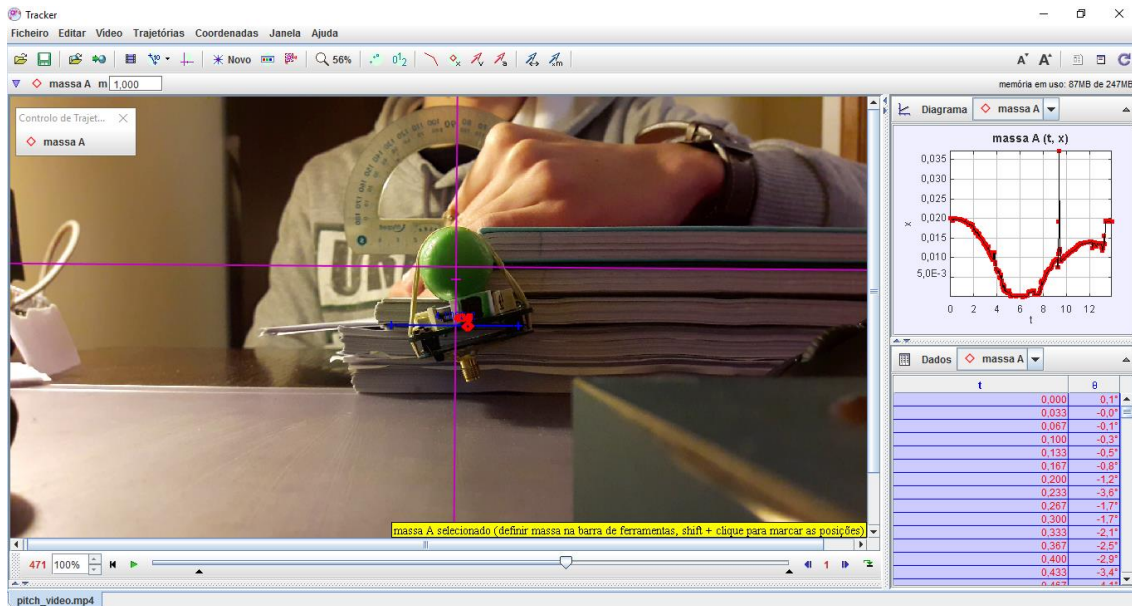 Tracker
Ficheiro Editar Video Trajetórias Coordenadas Janela Ajuda
Novo 56%
massa A m 1,000
memória em uso: 87MB de 247MB
Controlo de Trajet...
massa A
Diagrama massa A
massa A (t, x)
0,035
0,030
0,025
0,020
0,015
0,010
5,0E-3
x
0 2 4 6 8 10 12
t
Dados massa A
t θ
0,000 0,1°
0,033 -0,0°
0,067 -0,1°
0,100 -0,3°
0,133 -0,5°
0,167 -0,8°
0,200 -1,2°
0,233 -3,6°
0,267 -1,7°
0,300 -1,7°
0,333 -2,1°
0,367 -2,5°
0,400 -2,9°
0,433 -3,4°
0,467 -4,1°
massa A selecionado (definir massa na barra de ferramentas, shift + clique para marcar as posições)
471 100% 1
pitch_video.mp4